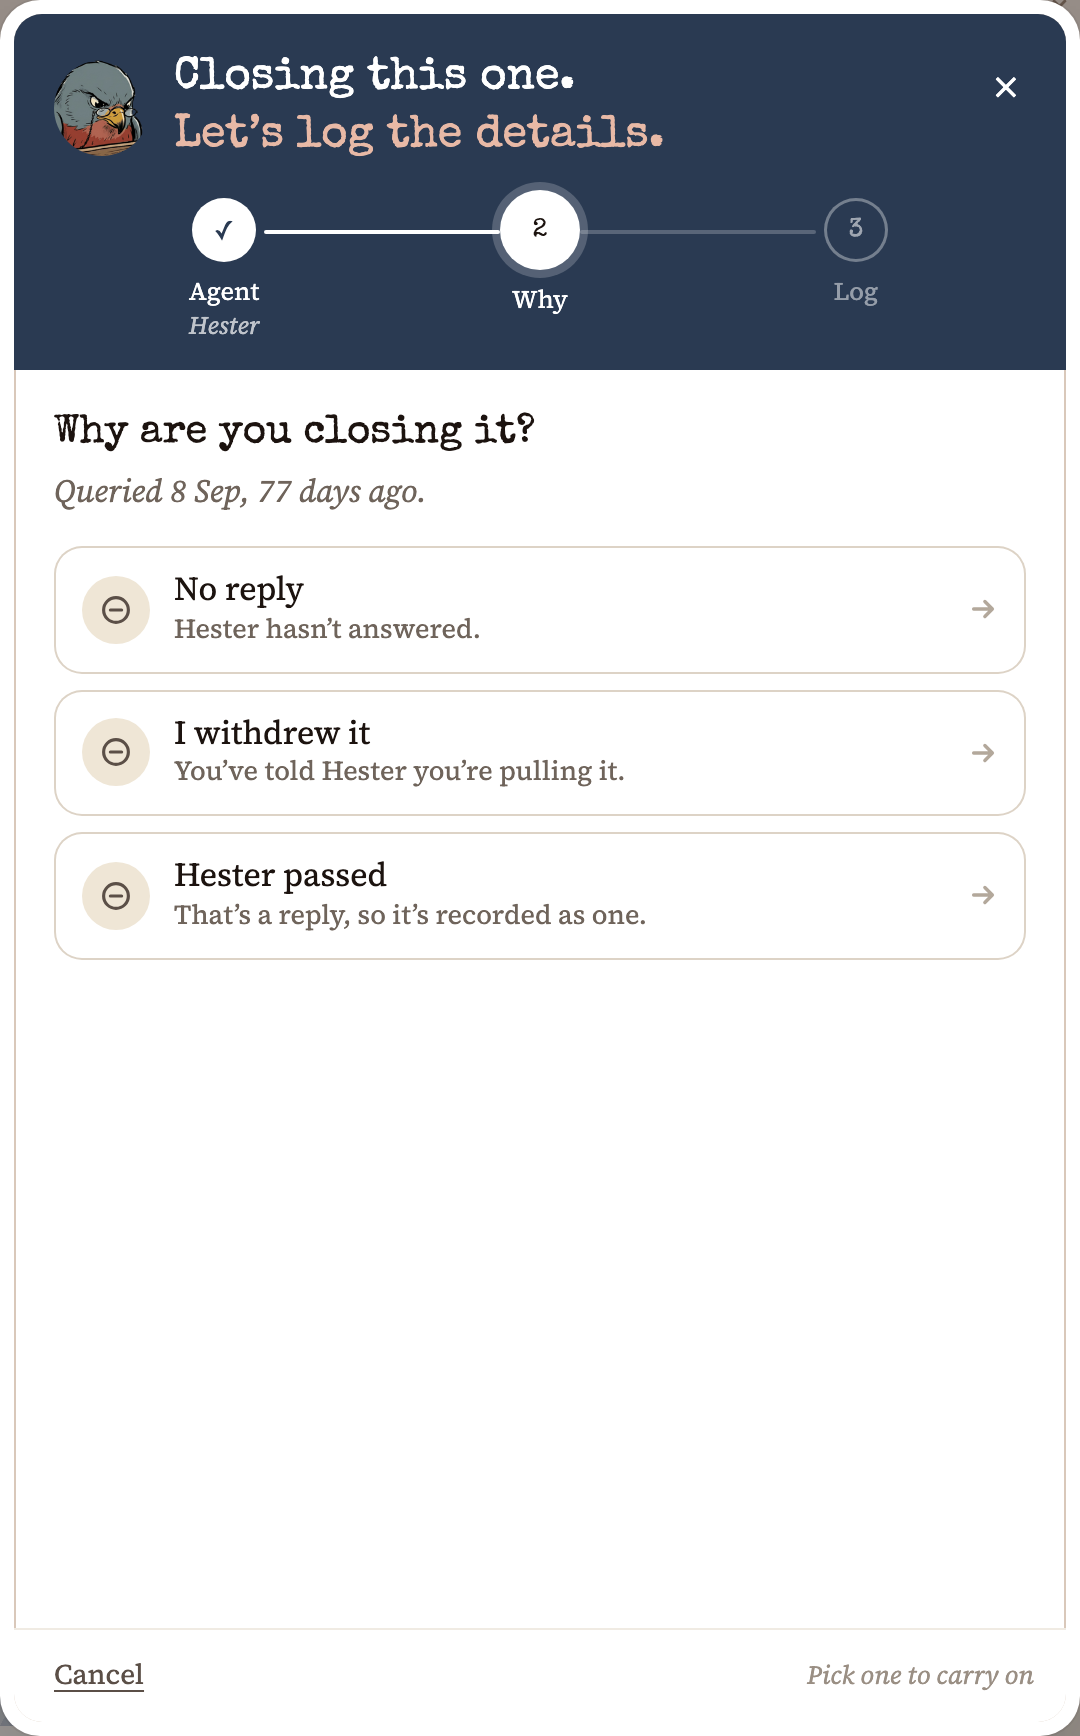 Closing this one.
Let's log the details.
✓
2
3
Agent
Why
Log
Hester
Why are you closing it?
Queried 8 Sep, 77 days ago.
No reply
Hester hasn't answered.
I withdrew it
You've told Hester you're pulling it.
Hester passed
That's a reply, so it's recorded as one.
Cancel
Pick one to carry on